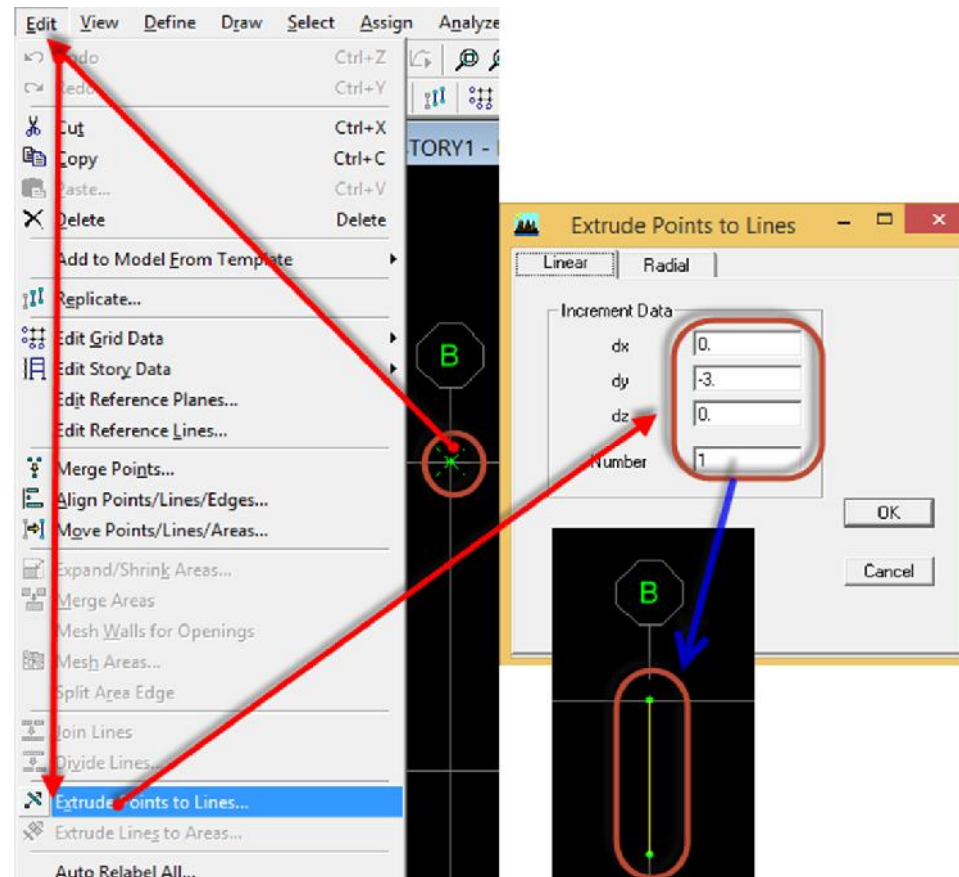 Edit View Define Draw Select Assign Analyze
Undo Ctrl+Z
Redo Ctrl+Y
Cut Ctrl+X
Copy Ctrl+C
Paste... Ctrl+V
Delete Delete
Add to Model From Template
Replicate...
Edit Grid Data
Edit Story Data
Edit Reference Planes...
Edit Reference Lines...
Merge Points...
Align Points/Lines/Edges...
Move Points/Lines/Areas...
Expand/Shrink Areas...
Merge Areas
Mesh Walls for Openings
Mesh Areas...
Split Area Edge
Join Lines
Divide Lines...
Extrude Points to Lines...
Extrude Lines to Areas...
Auto Relabel All...
TORY1 -
B
Extrude Points to Lines
Linear Radial
Increment Data
dx 0.
dy -3.
dz 0.
Number 1
OK
Cancel
B